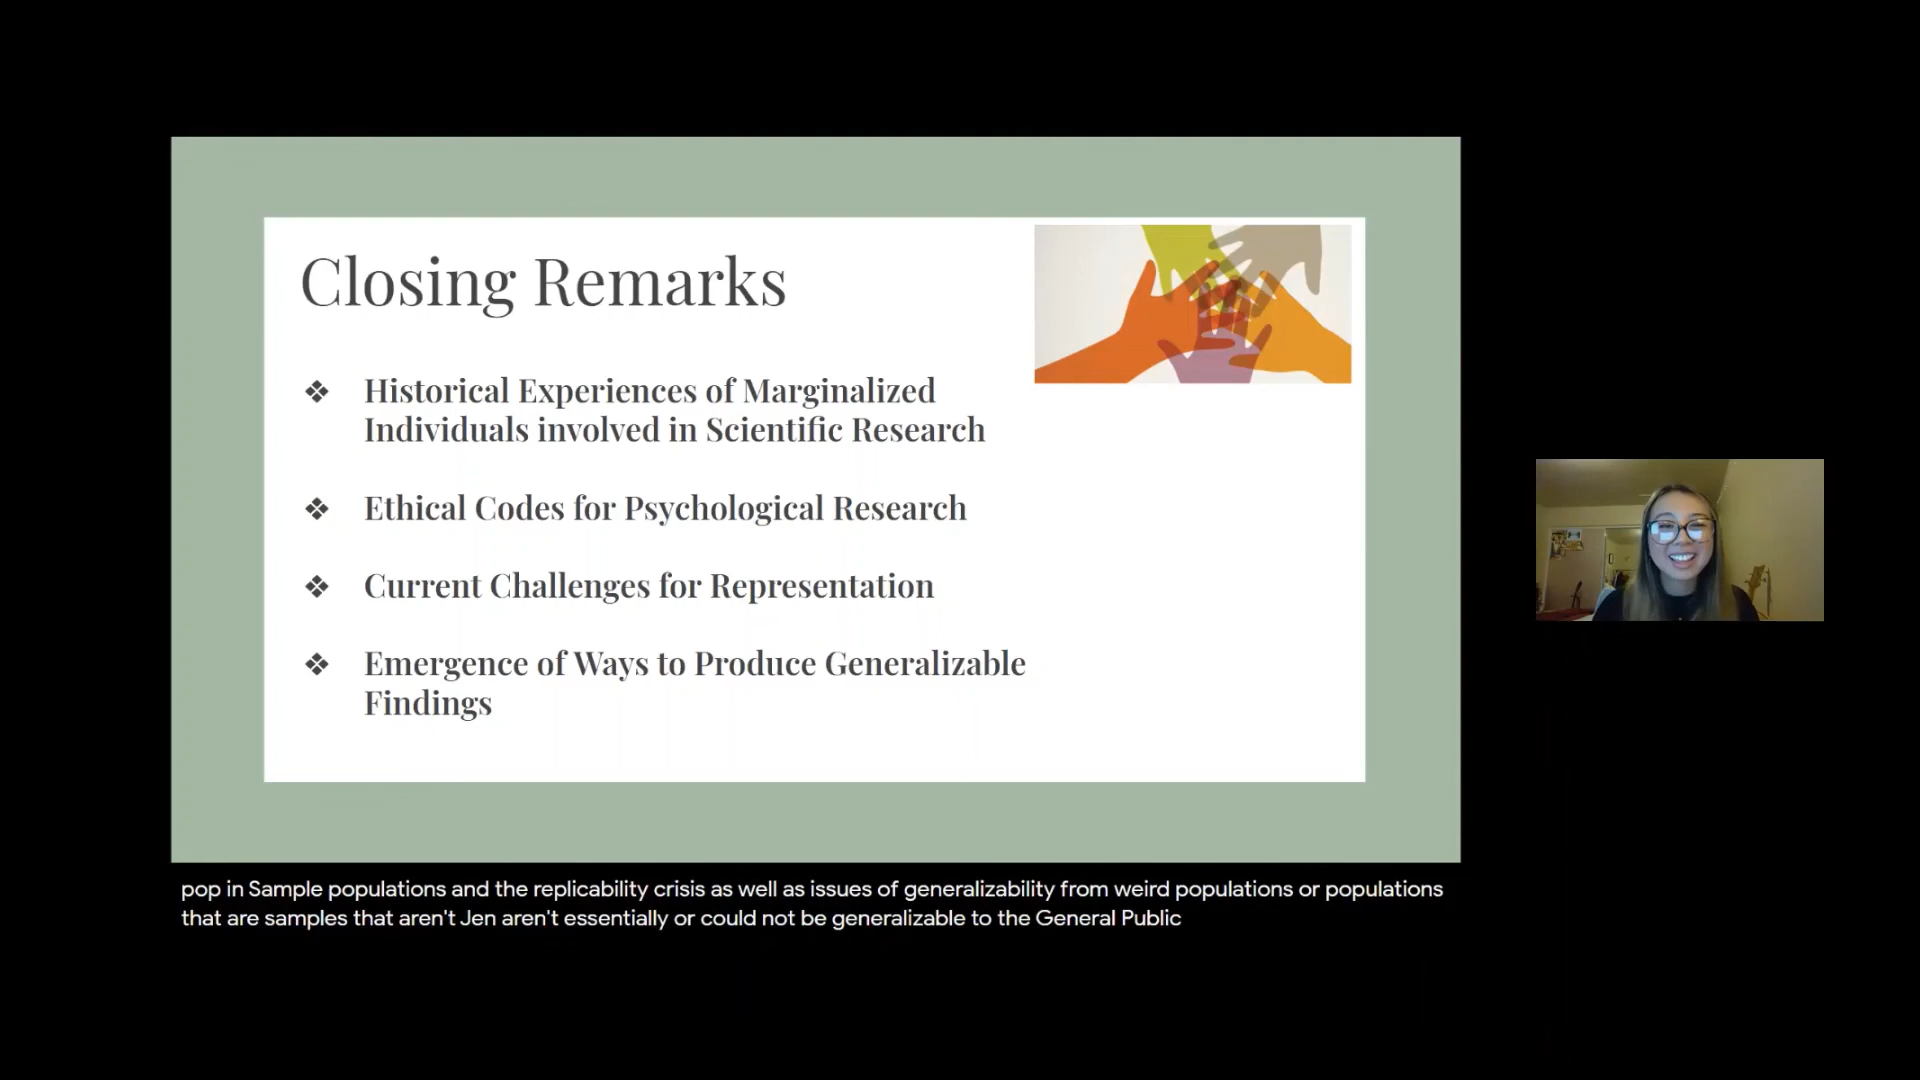 Closing Remarks
❖ Historical Experiences of Marginalized
Individuals involved in Scientific Research
❖ Ethical Codes for Psychological Research
❖ Current Challenges for Representation
❖ Emergence of Ways to Produce Generalizable
Findings
pop in Sample populations and the replicability crisis as well as issues of generalizability from weird populations or populations
that are samples that aren't Jen aren't essentially or could not be generalizable to the General Public